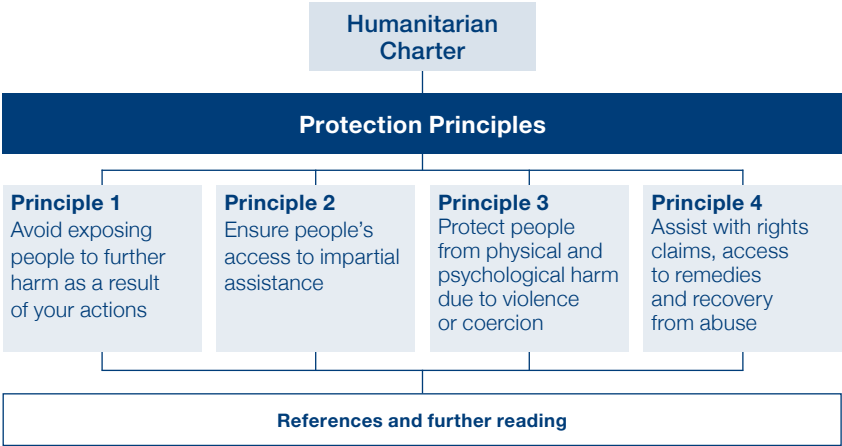 Humanitarian
Charter
Protection Principles
Principle 1
Avoid exposing
people to further
harm as a result
of your actions
Principle 2
Ensure people’s
access to impartial
assistance
Principle 3
Protect people
from physical and
psychological harm
due to violence
or coercion
Principle 4
Assist with rights
claims, access
to remedies
and recovery
from abuse
References and further reading